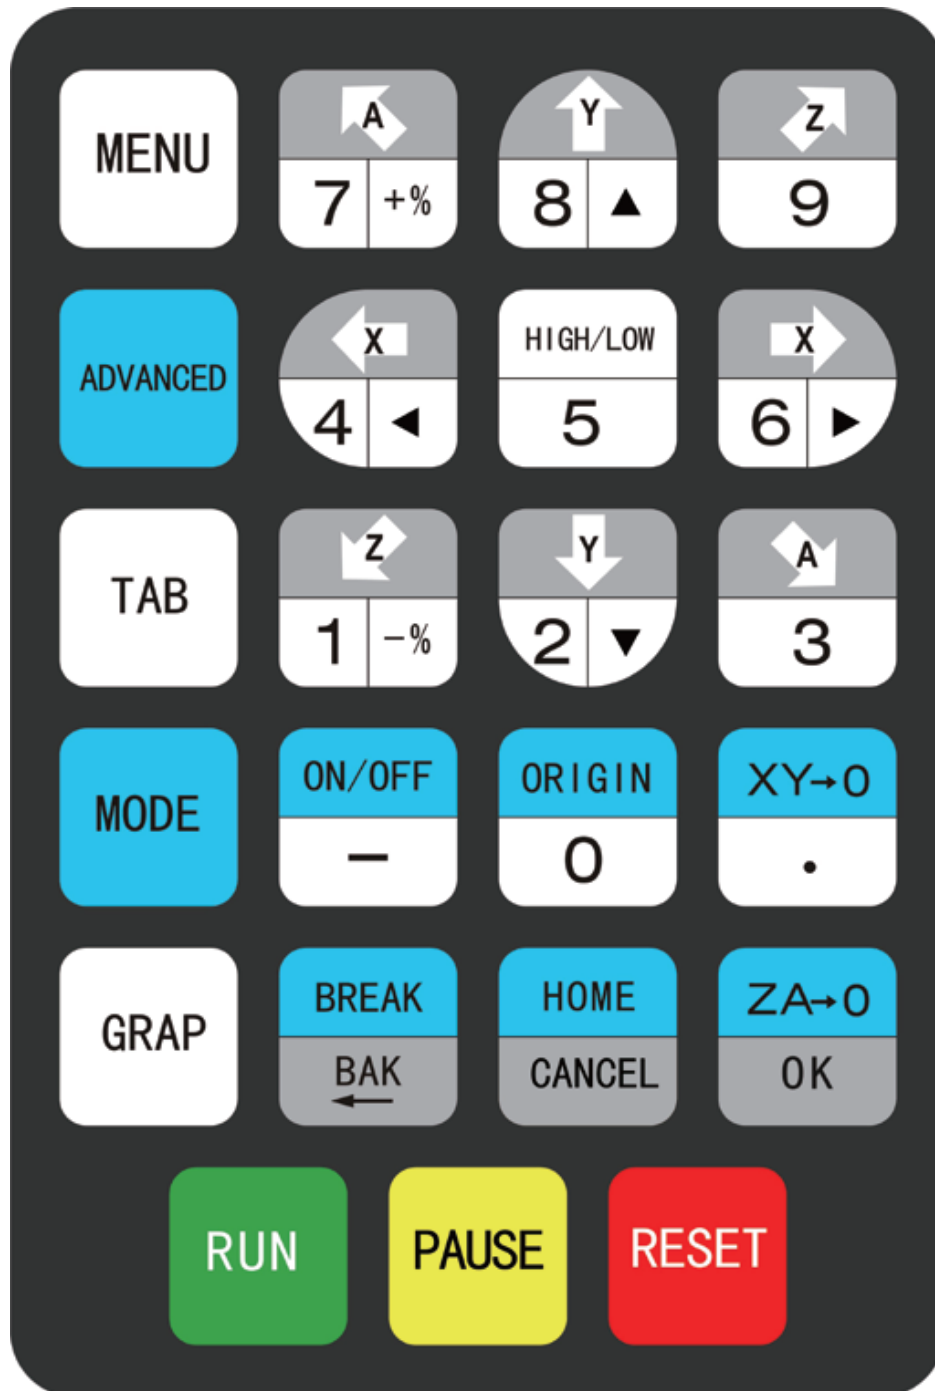 MENU
A
7 +%
Y
8 ▲
Z
9
ADVANCED
X
4 ◀
HIGH/LOW
5
X
6 ▶
TAB
Z
1 -%
Y
2 ▼
A
3
MODE
ON/OFF
-
ORIGIN
0
XY→0
.
GRAP
BREAK
BAK
←
HOME
CANCEL
ZA→0
OK
RUN
PAUSE
RESET